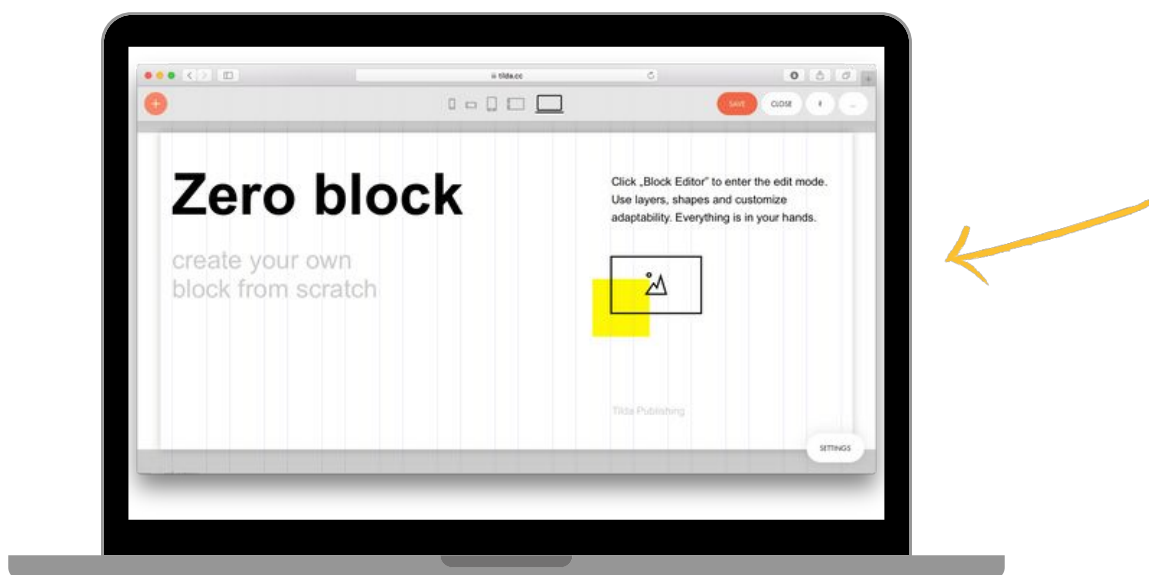 tilda.cc
SAVE
CLOSE
Zero block
create your own
block from scratch
Click „Block Editor” to enter the edit mode.
Use layers, shapes and customize
adaptability. Everything is in your hands.
Tilda Publishing
SETTINGS